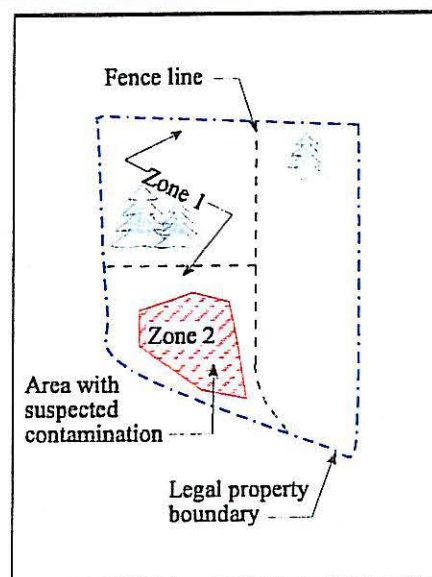 Fence line
Zone 1
Zone 2
Area with
suspected
contamination
Legal property
boundary